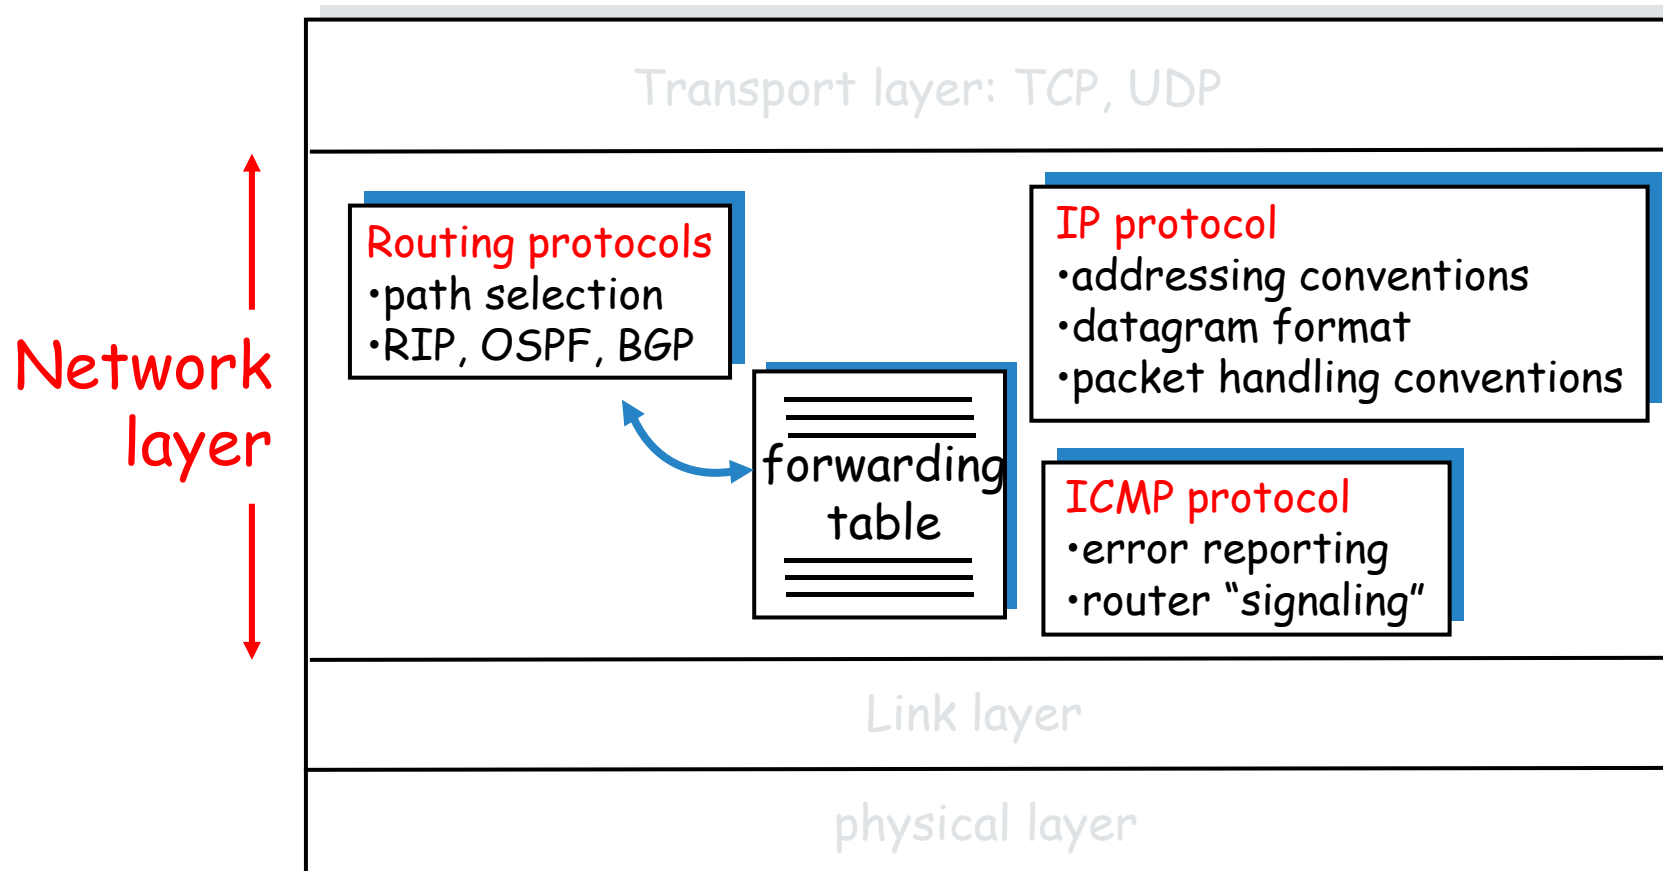 Transport layer: TCP, UDP
Network
layer
Routing protocols
•path selection
•RIP, OSPF, BGP
forwarding
table
IP protocol
•addressing conventions
•datagram format
•packet handling conventions
ICMP protocol
•error reporting
•router “signaling”
Link layer
physical layer